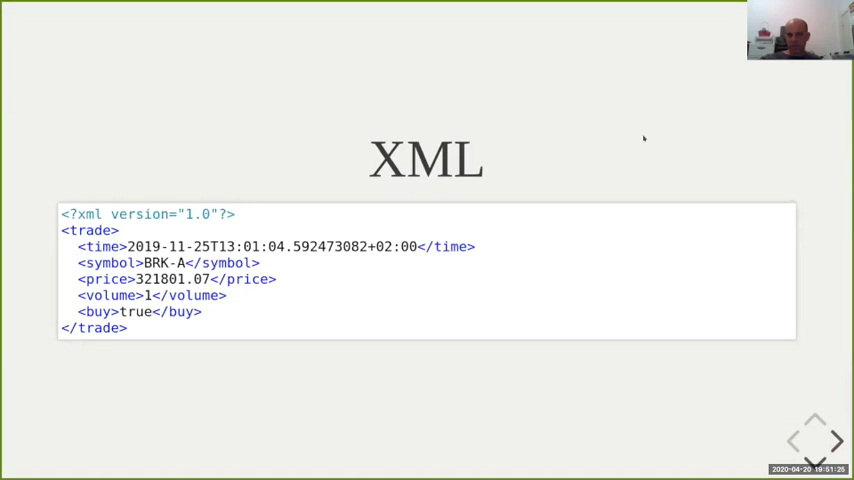 XML
<?xml version="1.0"?>
<trade>
  <time>2019-11-25T13:01:04.592473082+02:00</time>
  <symbol>BRK-A</symbol>
  <price>321801.07</price>
  <volume>1</volume>
  <buy>true</buy>
</trade>
2020-04-20 19:51:25